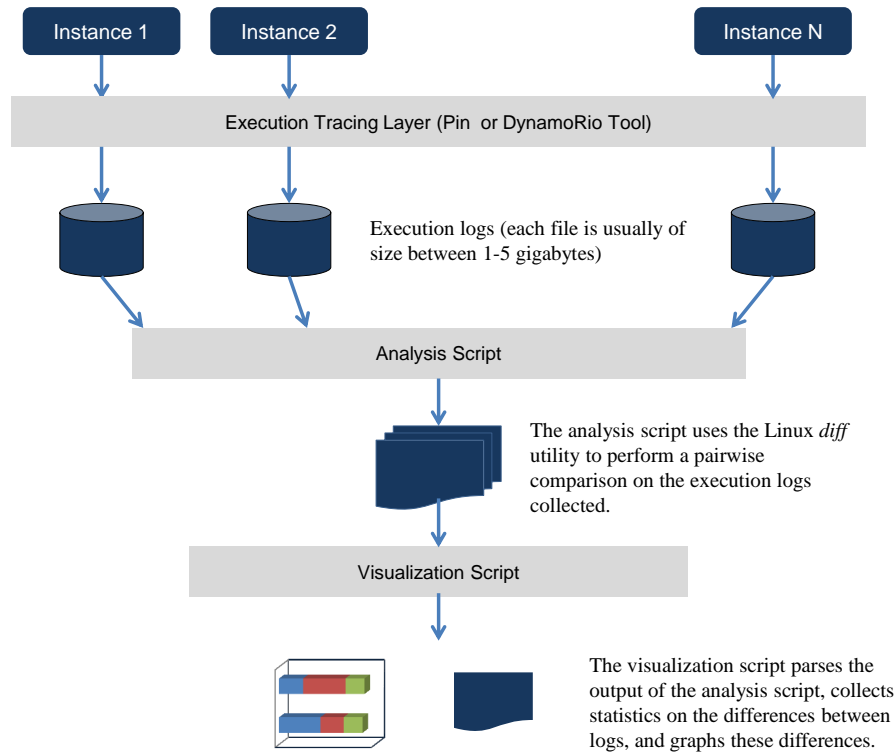 Instance 1
Instance 2
Instance N
Execution Tracing Layer (Pin or DynamoRio Tool)
Execution logs (each file is usually of
size between 1-5 gigabytes)
Analysis Script
The analysis script uses the Linux diff
utility to perform a pairwise
comparison on the execution logs
collected.
Visualization Script
The visualization script parses the
output of the analysis script, collects
statistics on the differences between
logs, and graphs these differences.